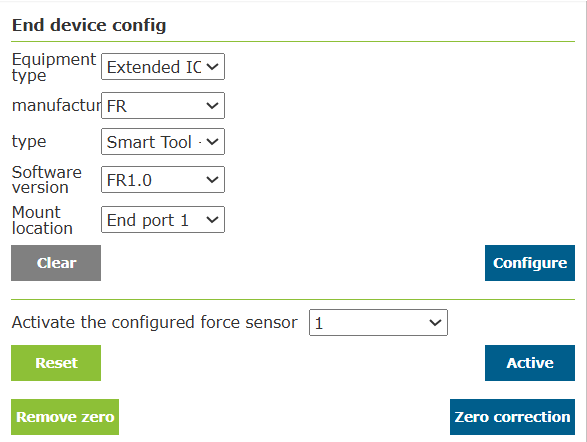 End device config
Equipment
type
Extended IC
manufactur
FR
type
Smart Tool
Software
version
FR1.0
Mount
location
End port 1
Clear
Configure
Activate the configured force sensor
1
Reset
Active
Remove zero
Zero correction